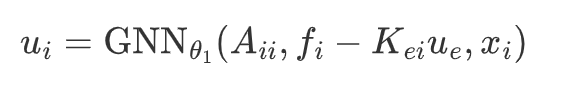 u_i = GNN_{θ_1}(A_{ii}, f_i − K_{ei}u_e, x_i)